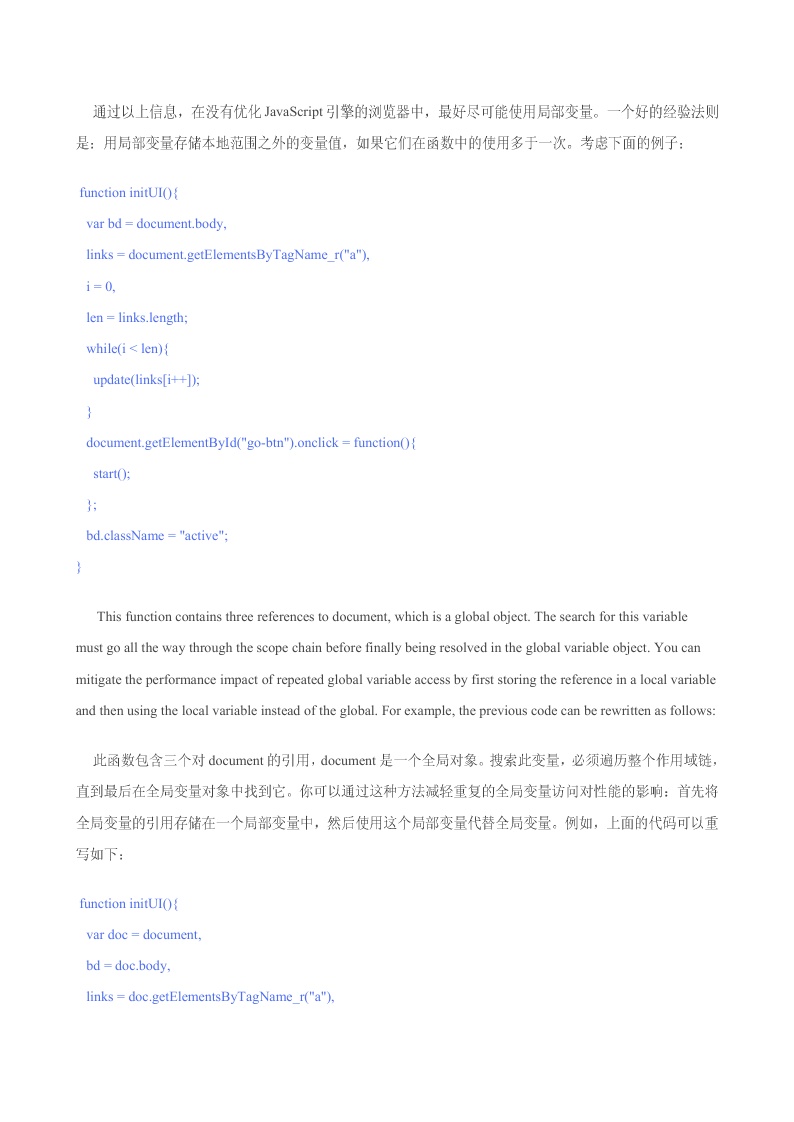 通过以上信息，在没有优化 JavaScript 引擎的浏览器中，最好尽可能使用局部变量。一个好的经验法则
是：用局部变量存储本地范围之外的变量值，如果它们在函数中的使用多于一次。考虑下面的例子：
function initUI(){
var bd = document.body,
links = document.getElementsByTagName_r("a"),
i = 0,
len = links.length;
while(i < len){
update(links[i++]);
}
document.getElementById("go-btn").onclick = function(){
start();
};
bd.className = "active";
}
This function contains three references to document, which is a global object. The search for this variable
must go all the way through the scope chain before finally being resolved in the global variable object. You can
mitigate the performance impact of repeated global variable access by first storing the reference in a local variable
and then using the local variable instead of the global. For example, the previous code can be rewritten as follows:
此函数包含三个对 document 的引用，document 是一个全局对象。搜索此变量，必须遍历整个作用域链，
直到最后在全局变量对象中找到它。你可以通过这种方法减轻重复的全局变量访问对性能的影响：首先将
全局变量的引用存储在一个局部变量中，然后使用这个局部变量代替全局变量。例如，上面的代码可以重
写如下：
function initUI(){
var doc = document,
bd = doc.body,
links = doc.getElementsByTagName_r("a"),